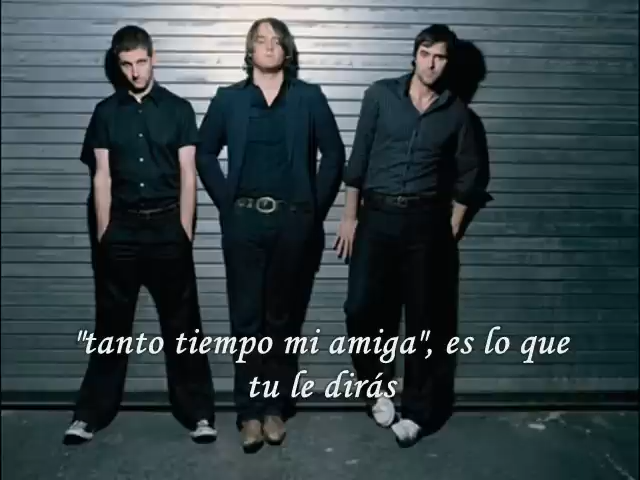 "tanto tiempo mi amiga", es lo que
tu le dirás